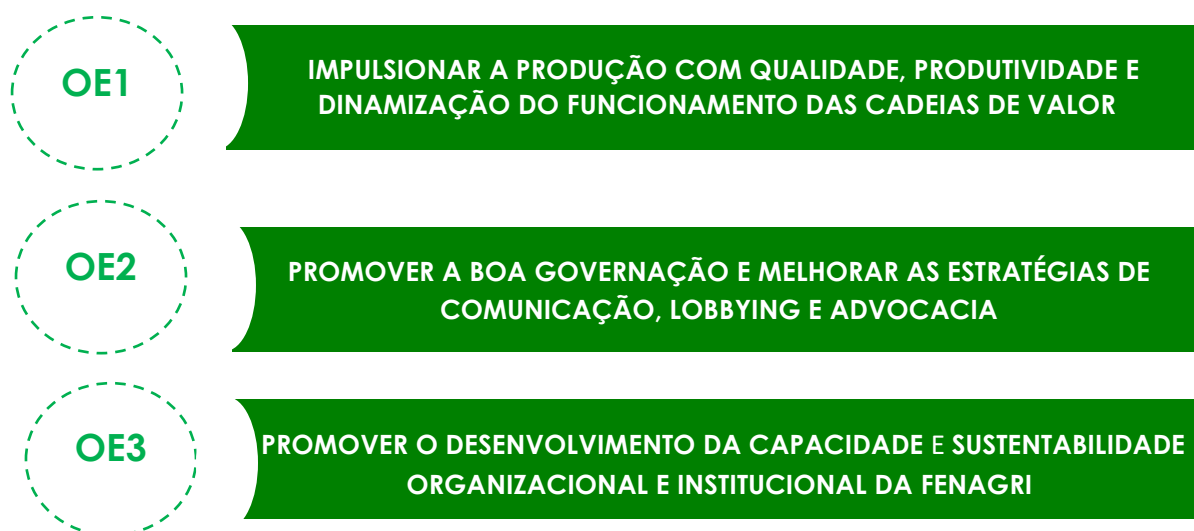 OE1
IMPULSIONAR A PRODUÇÃO COM QUALIDADE, PRODUTIVIDADE E
DINAMIZAÇÃO DO FUNCIONAMENTO DAS CADEIAS DE VALOR
OE2
PROMOVER A BOA GOVERNAÇÃO E MELHORAR AS ESTRATÉGIAS DE
COMUNICAÇÃO, LOBBYING E ADVOCACIA
OE3
PROMOVER O DESENVOLVIMENTO DA CAPACIDADE E SUSTENTABILIDADE
ORGANIZACIONAL E INSTITUCIONAL DA FENAGRI